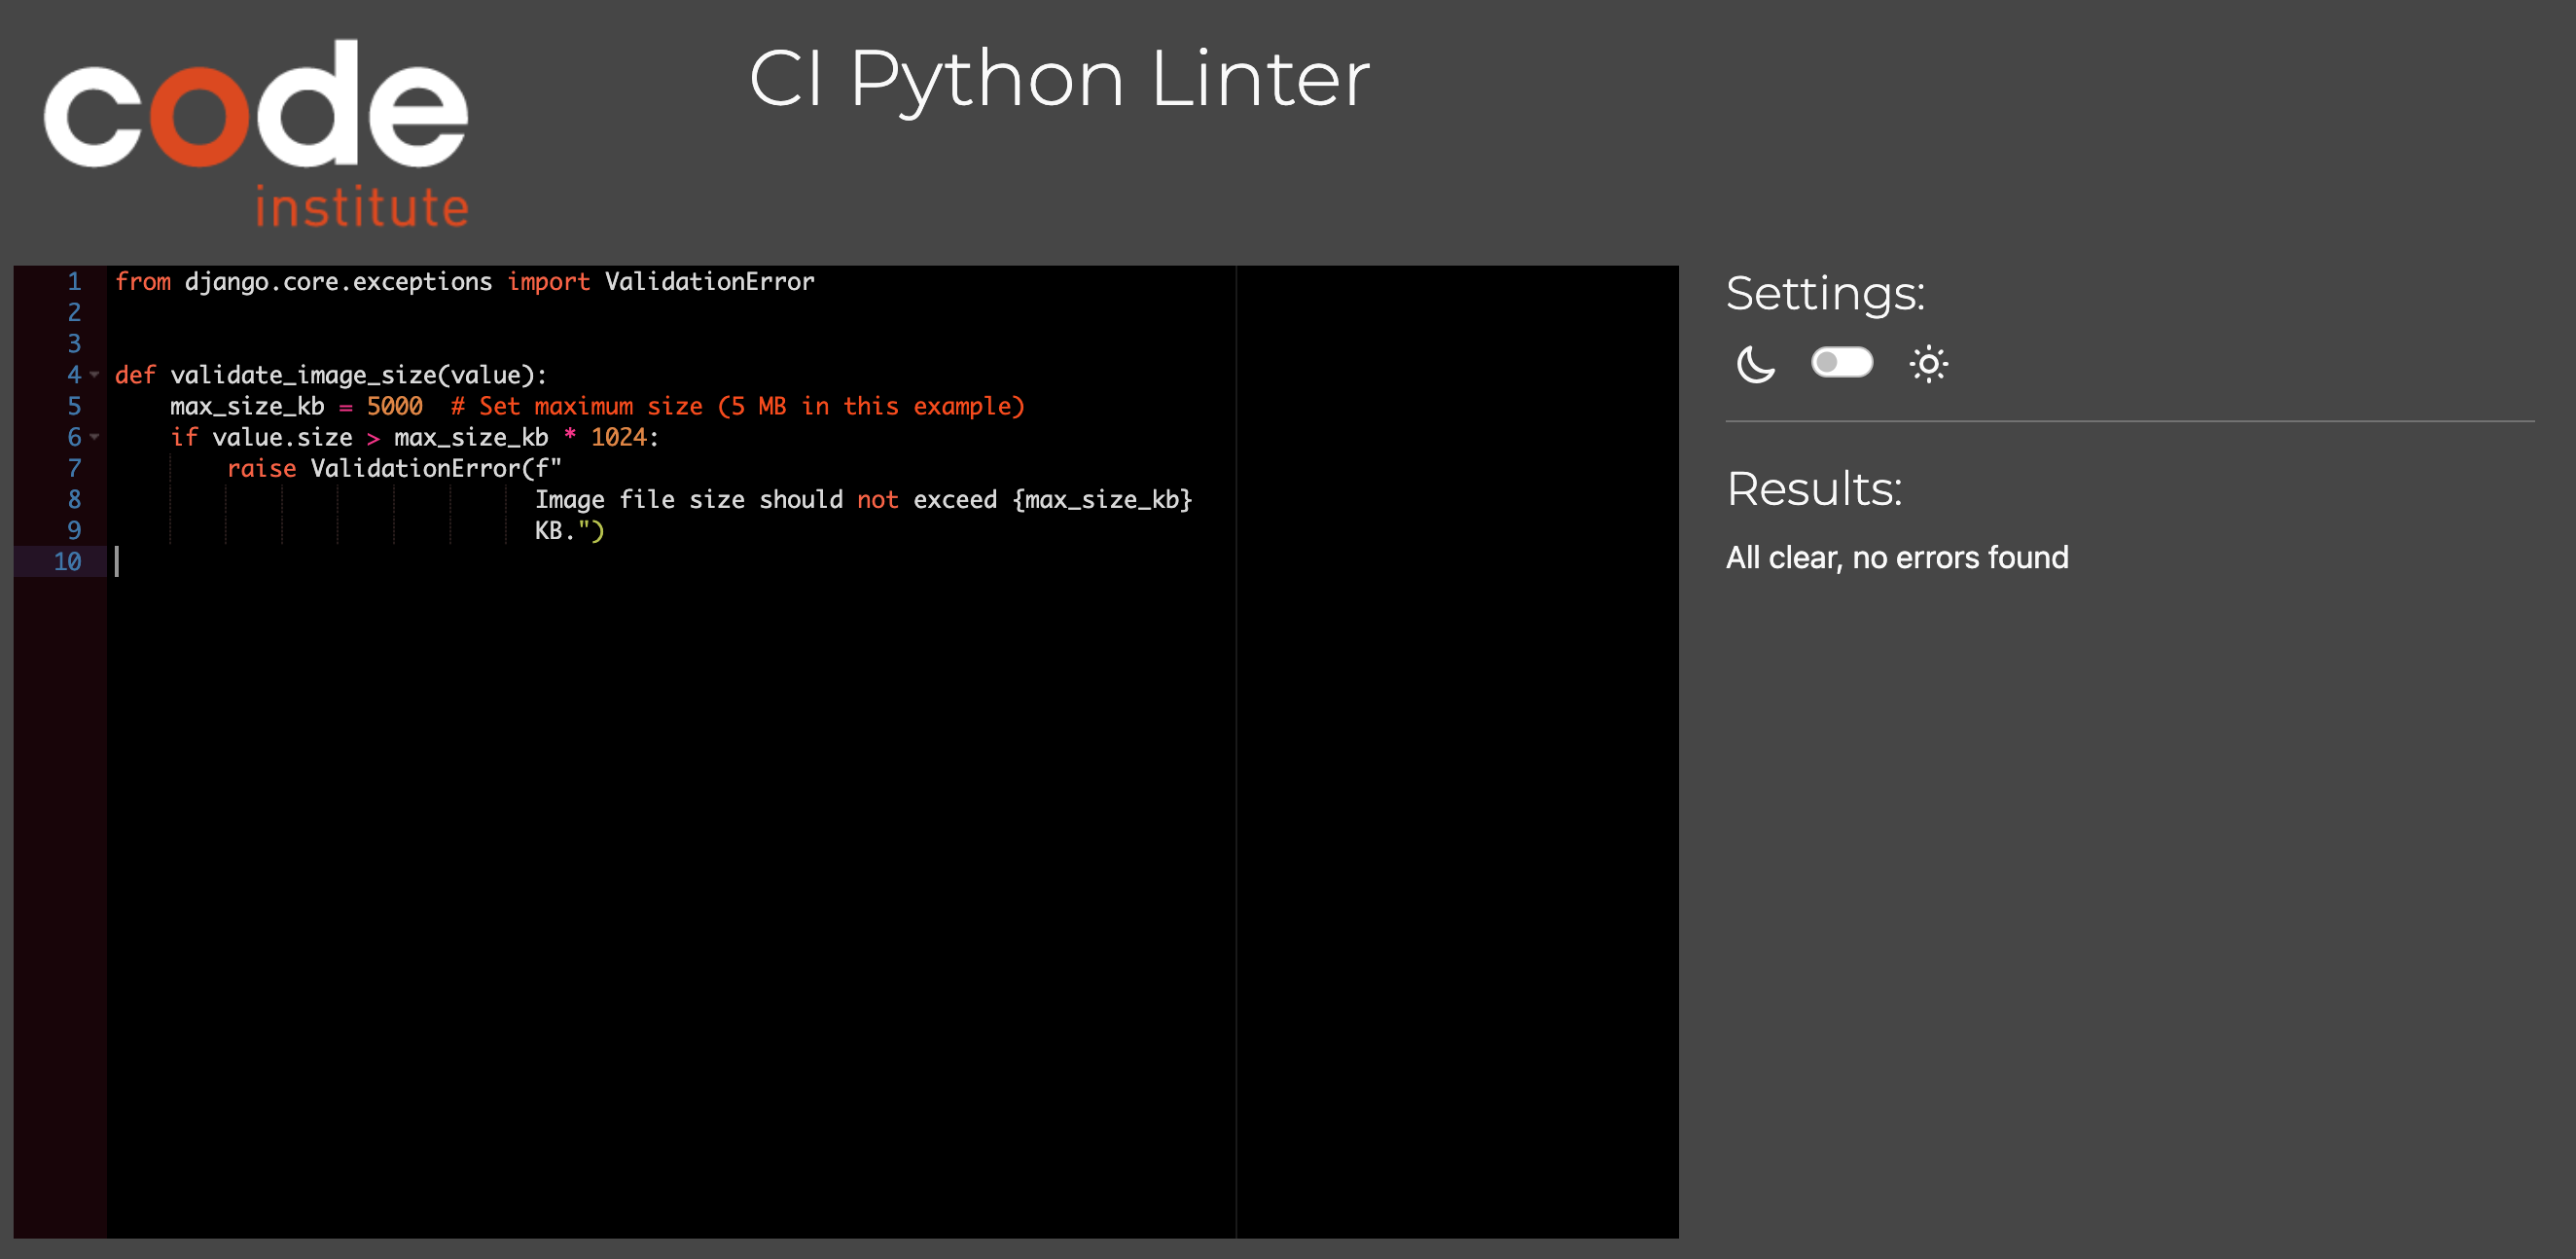 code
institute
CI Python Linter
1 from django.core.exceptions import ValidationError
2
3
4 def validate_image_size(value):
5     max_size_kb = 5000  # Set maximum size (5 MB in this example)
6     if value.size > max_size_kb * 1024:
7         raise ValidationError(f"
8                               Image file size should not exceed {max_size_kb}
9                               KB.")
10
Settings:
Results:
All clear, no errors found